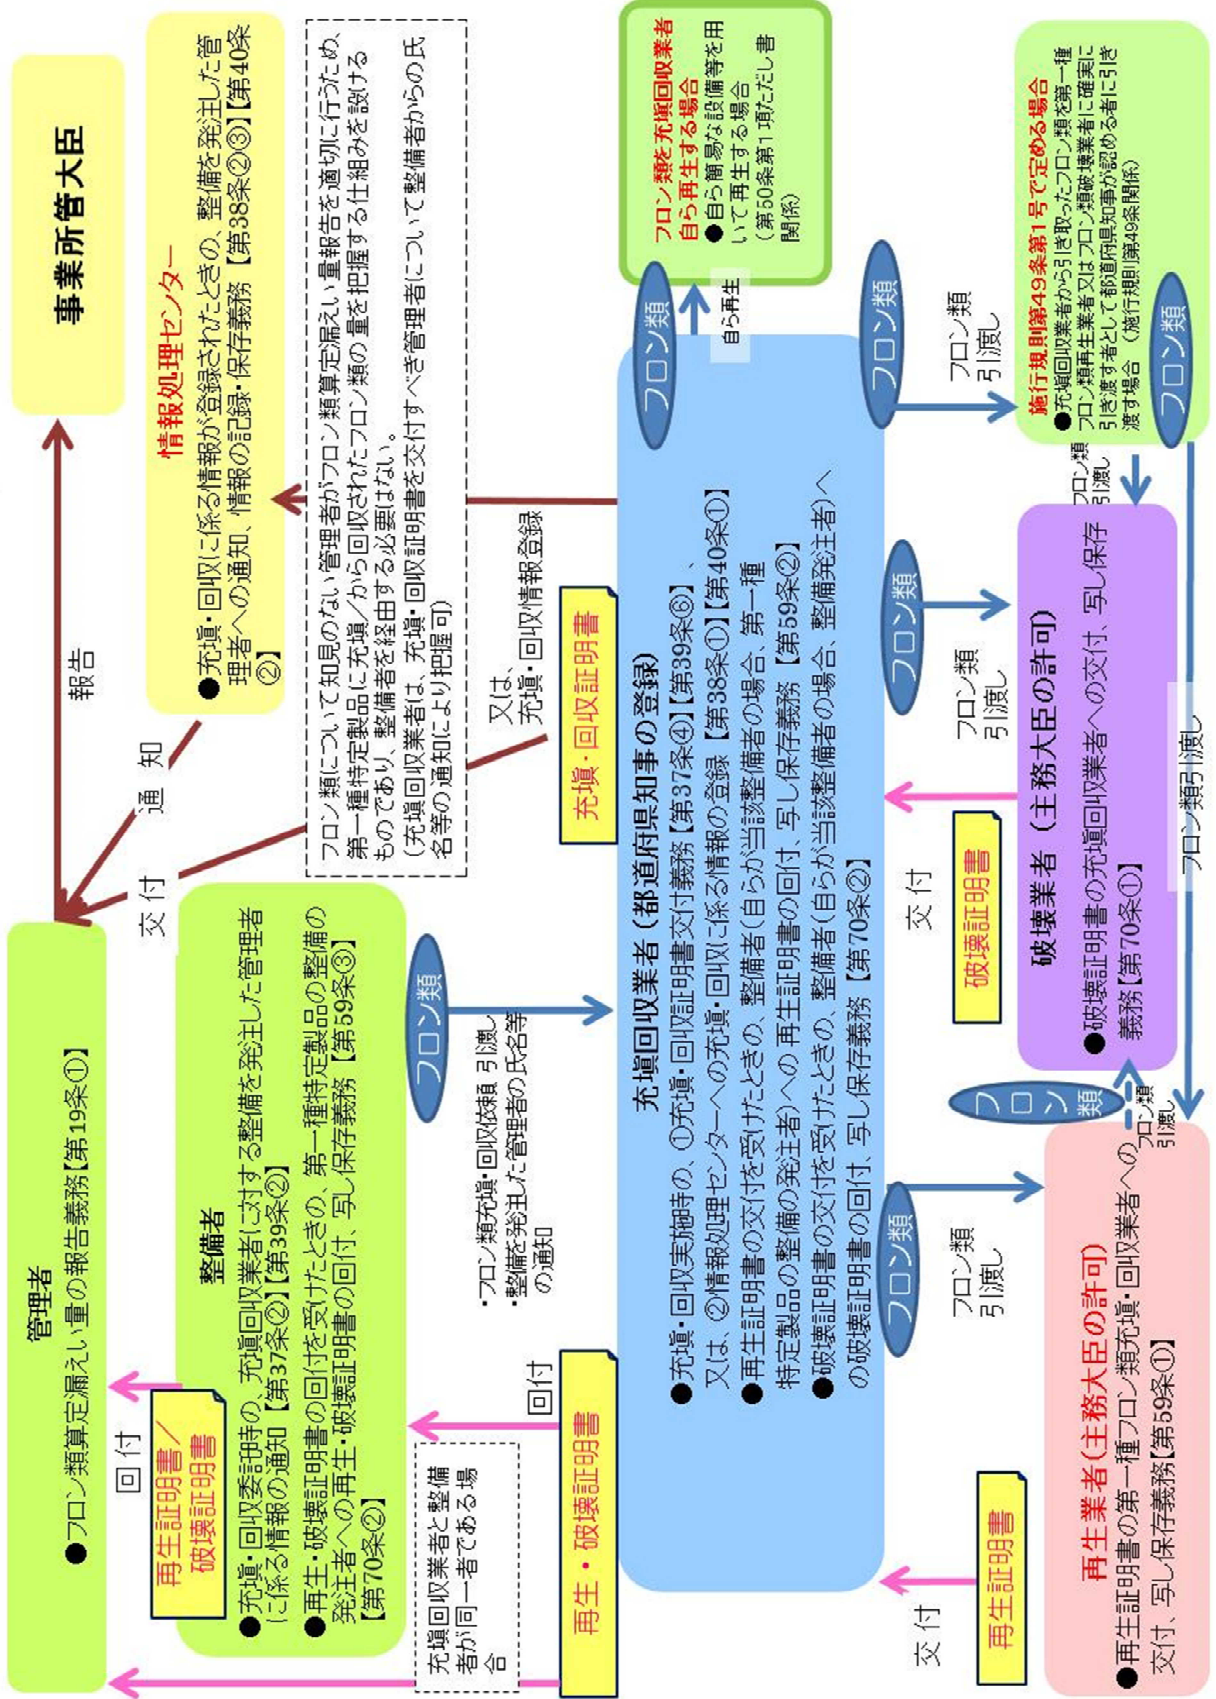 管理者
●フロン類算定漏えい量の報告義務【第19条①】
報告
事業所管大臣
回付
再生証明書／
破壊証明書
交付
通知
情報処理センター
●充塡・回収に係る情報が登録されたときの、整備を発注した管
理者への通知、情報の記録・保存義務【第38条②③】【第40条
②】
整備者
●充塡・回収委託時の、充塡回収業者に対する整備を発注した管理者
に係る情報の通知【第37条②】【第39条②】
●再生・破壊証明書の回付を受けたときの、第一種特定製品の整備の
発注者への再生・破壊証明書の回付、写し保存義務【第59条③】
【第70条②】
フロン類について知見のない管理者がフロン類算定漏えい量報告を適切に行うため、
第一種特定製品に充塡／から回収されたフロン類の量を把握する仕組みを設ける
ものであり、整備者を経由する必要はない。
（充塡回収業者は、充塡・回収証明書を交付すべき管理者について整備者からの氏
名等の通知により把握可）
充塡回収業者と整備
者が同一者である場
合
回付
フロン類
・フロン類充塡・回収依頼 引渡し
・整備を発注した管理者の氏名等
の通知
又は、
充塡・回収情報登録
再生・破壊証明書
充塡・回収証明書
充塡回収業者（都道府県知事の登録）
●充塡・回収実施時の、①充塡・回収証明書交付義務【第37条④】【第39条⑥】、
又は、②情報処理センターへの充塡・回収に係る情報の登録【第38条①】【第40条①】
●再生証明書の交付を受けたときの、整備者（自らが当該整備者の場合、第一種
特定製品の整備の発注者）への再生証明書の回付、写し保存義務【第59条②】
●破壊証明書の交付を受けたときの、整備者（自らが当該整備者の場合、整備発注者）へ
の破壊証明書の回付、写し保存義務【第70条②】
フロン類
自ら再生
フロン類を充塡回収業者
自ら再生する場合
●自ら簡易な設備等を用
いて再生する場合
（第50条第1項ただし書
関係）
交付
再生証明書
フロン類
フロン類
引渡し
交付
破壊証明書
フロン類
フロン類
引渡し
フロン類
フロン類
引渡し
再生業者（主務大臣の許可）
●再生証明書の第一種フロン類充塡・回収業者への
交付、写し保存義務【第59条①】
フロン類
フロン類
引渡し
破壊業者（主務大臣の許可）
●破壊証明書の充塡回収業者への交付、写し保存
義務【第70条①】
フロン類
引渡し
施行規則第49条第1号で定める場合
●充塡回収業者から引き取ったフロン類を第一種
フロン類再生業者又はフロン類破壊業者に確実に
引き渡す者として都道府県知事が認める者に引き
渡す場合（施行規則第49条関係）
フロン類
フロン類引渡し